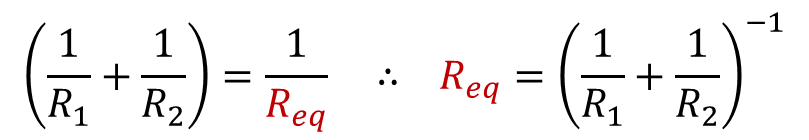 (1/R₁ + 1/R₂) = 1/R_eq ∴ R_eq = (1/R₁ + 1/R₂)⁻¹